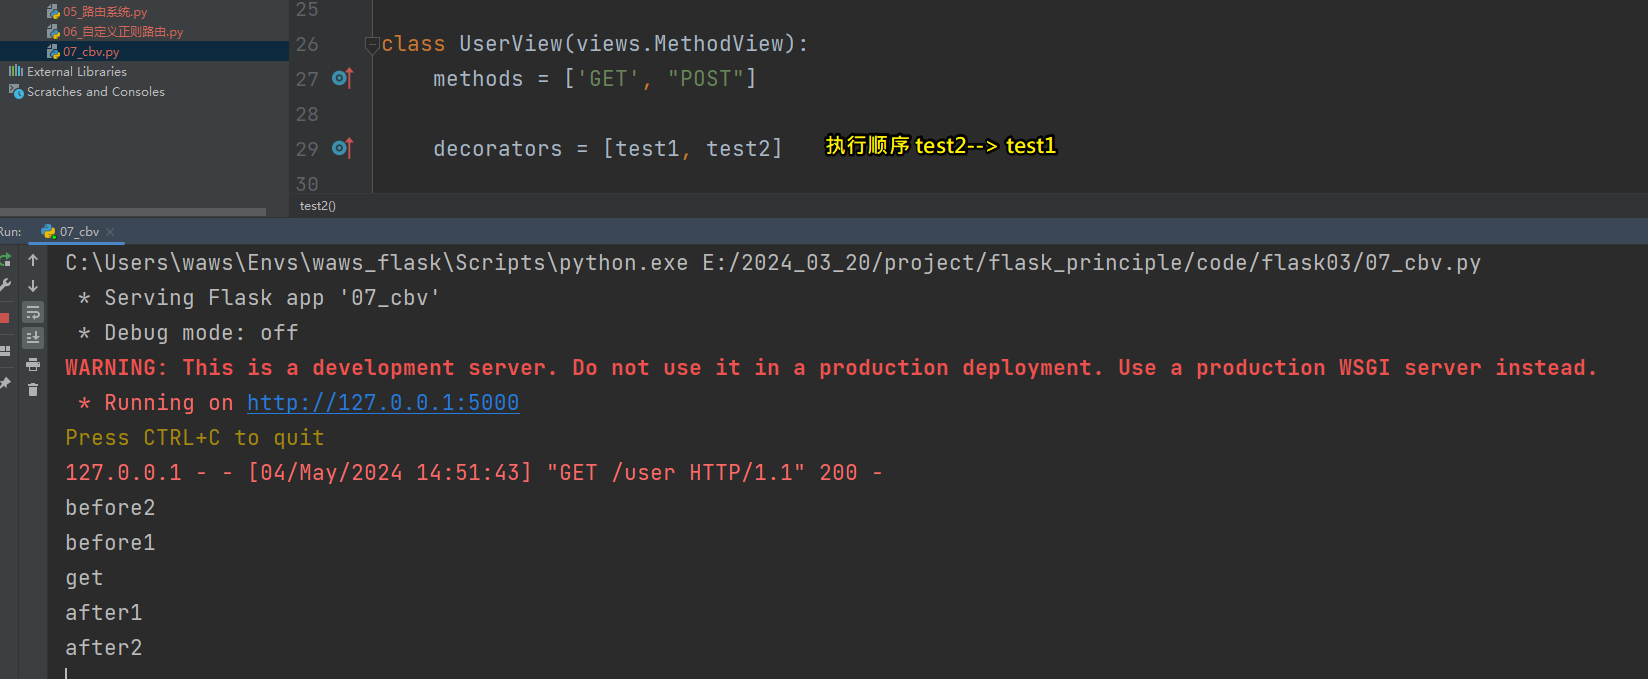 05_路由系统.py
06_自定义正则路由.py
07_cbv.py
External Libraries
Scratches and Consoles
25
26 class UserView(views.MethodView):
27 methods = ['GET', "POST"]
28
29 decorators = [test1, test2] 执行顺序 test2--> test1
30
test2()
Run: 07_cbv
C:\Users\waws\Envs\waws_flask\Scripts\python.exe E:/2024_03_20/project/flask_principle/code/flask03/07_cbv.py
* Serving Flask app '07_cbv'
* Debug mode: off
WARNING: This is a development server. Do not use it in a production deployment. Use a production WSGI server instead.
* Running on http://127.0.0.1:5000
Press CTRL+C to quit
127.0.0.1 - - [04/May/2024 14:51:43] "GET /user HTTP/1.1" 200 -
before2
before1
get
after1
after2